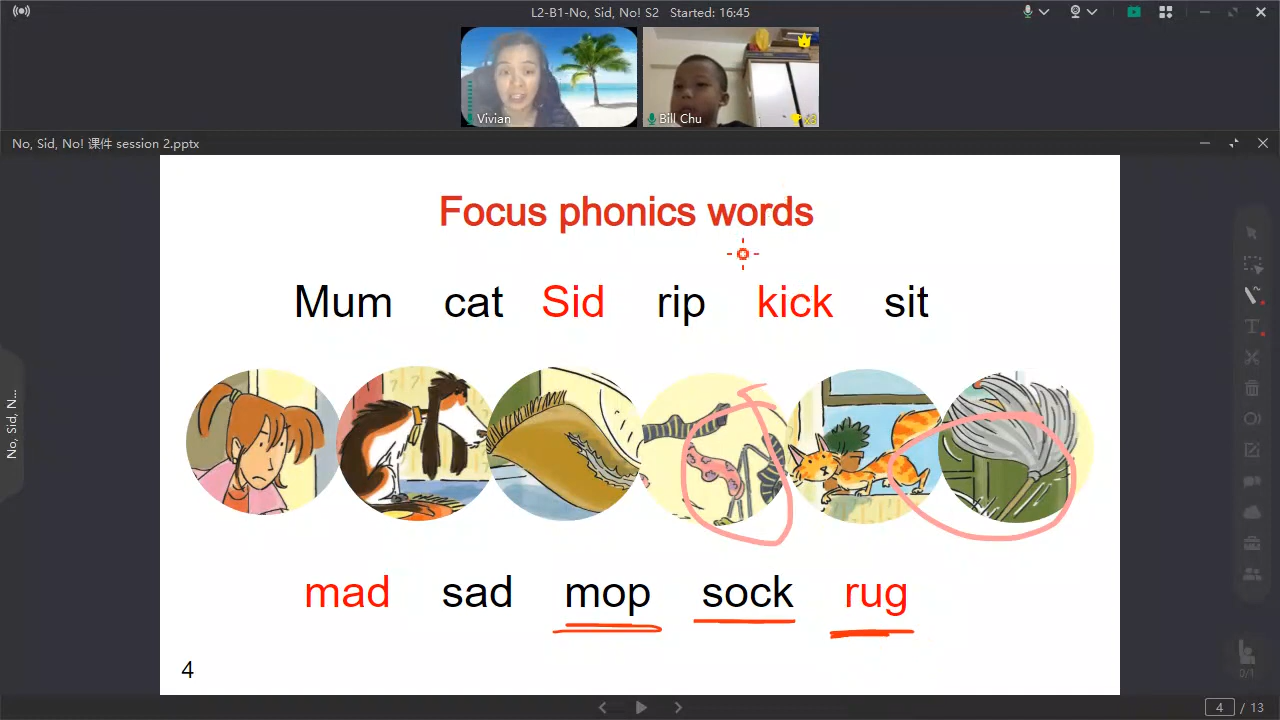 L2-B1-No, Sid, No! S2 Started: 16:45
Vivian
Bill Chu
No, Sid, No! 课件 session 2.pptx
No, Sid, N...
Focus phonics words
Mum cat Sid rip kick sit
mad sad mop sock rug
4
0/1
4 / 13